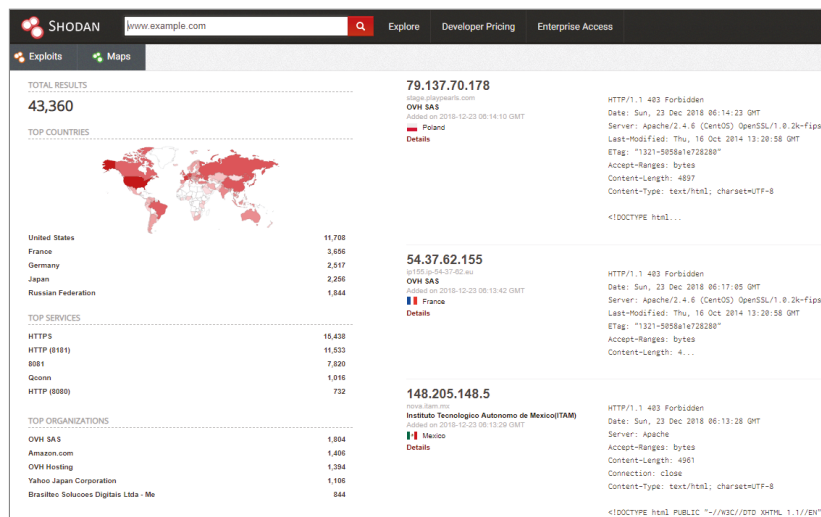 SHODAN
www.example.com
Explore
Developer Pricing
Enterprise Access
Exploits
Maps
TOTAL RESULTS
43,360
TOP COUNTRIES
United States 11,708
France 3,656
Germany 2,517
Japan 2,256
Russian Federation 1,844
TOP SERVICES
HTTPS 15,438
HTTP (8181) 11,533
8081 7,820
Qconn 1,016
HTTP (8080) 732
TOP ORGANIZATIONS
OVH SAS 1,804
Amazon.com 1,406
OVH Hosting 1,394
Yahoo Japan Corporation 1,106
Brasiltec Solucoes Digitais Ltda - Me 844
79.137.70.178
stage.playpearls.com
OVH SAS
Added on 2018-12-23 06:14:10 GMT
Poland
Details
HTTP/1.1 403 Forbidden
Date: Sun, 23 Dec 2018 06:14:23 GMT
Server: Apache/2.4.6 (CentOS) OpenSSL/1.0.2k-fips
Last-Modified: Thu, 16 Oct 2014 13:20:58 GMT
ETag: "1321-5058a1e728280"
Accept-Ranges: bytes
Content-Length: 4897
Content-Type: text/html; charset=UTF-8
<!DOCTYPE html...
54.37.62.155
ip155.ip-54-37-62.eu
OVH SAS
Added on 2018-12-23 06:13:42 GMT
France
Details
HTTP/1.1 403 Forbidden
Date: Sun, 23 Dec 2018 06:17:05 GMT
Server: Apache/2.4.6 (CentOS) OpenSSL/1.0.2k-fips
Last-Modified: Thu, 16 Oct 2014 13:20:58 GMT
ETag: "1321-5058a1e728280"
Accept-Ranges: bytes
Content-Length: 4...
148.205.148.5
nova.itam.mx
Instituto Tecnologico Autonomo de Mexico(ITAM)
Added on 2018-12-23 06:13:29 GMT
Mexico
Details
HTTP/1.1 403 Forbidden
Date: Sun, 23 Dec 2018 06:13:28 GMT
Server: Apache
Accept-Ranges: bytes
Content-Length: 4961
Connection: close
Content-Type: text/html; charset=UTF-8
<!DOCTYPE html PUBLIC "-//W3C//DTD XHTML 1.1//EN"